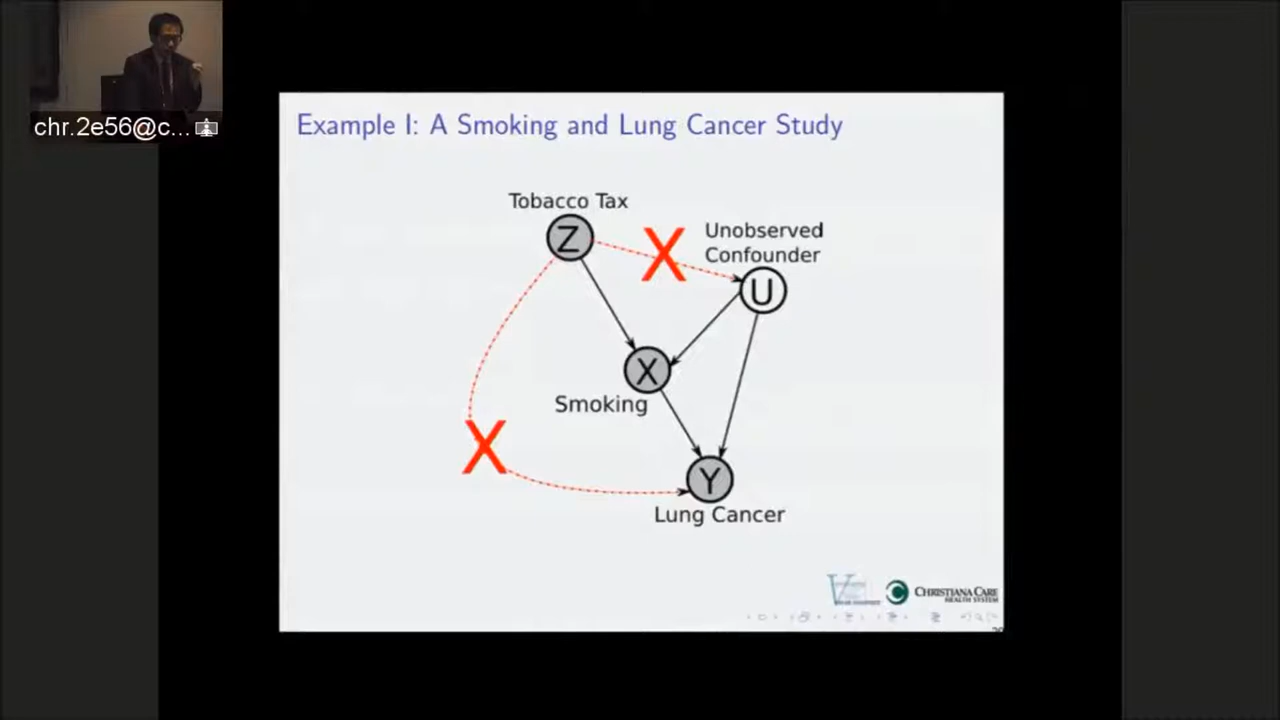 chr.2e56@c...
Example I: A Smoking and Lung Cancer Study
Tobacco Tax
Z
X
Unobserved
Confounder
U
X
Smoking
X
Y
Lung Cancer
CHRISTIANA CARE
HEALTH SYSTEM